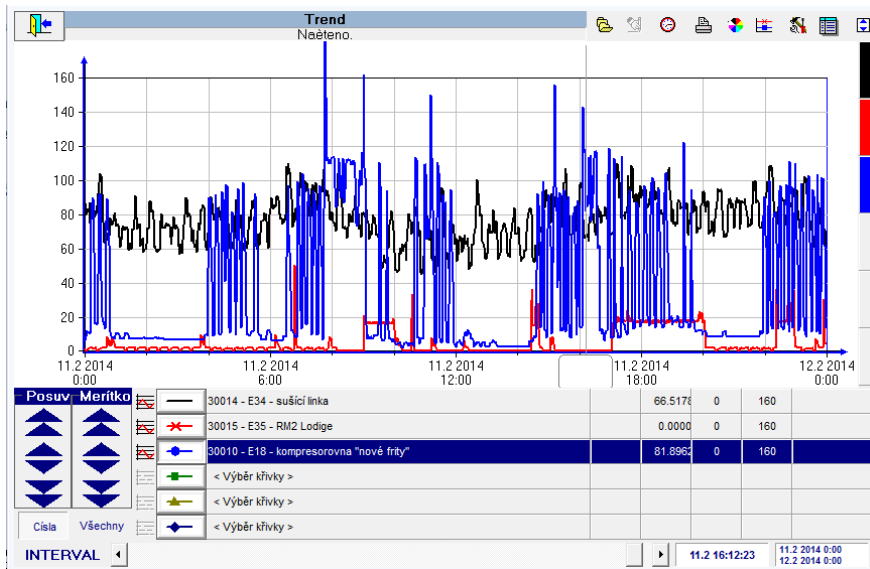 Trend
Naèteno.
160
140
120
100
80
60
40
20
0
11.2 2014 11.2 2014 11.2 2014 11.2 2014 12.2 2014
0:00 6:00 12:00 18:00 0:00
Posuv Merítko
30014 - E34 - sušící linka 66.5178 0 160
30015 - E35 - RM2 Lodige 0.0000 0 160
30010 - E18 - kompresorovna "nové frity" 81.8962 0 160
< Výběr křivky >
< Výběr křivky >
< Výběr křivky >
Císla Všechny
INTERVAL 11.2 16:12:23 11.2 2014 0:00
12.2 2014 0:00